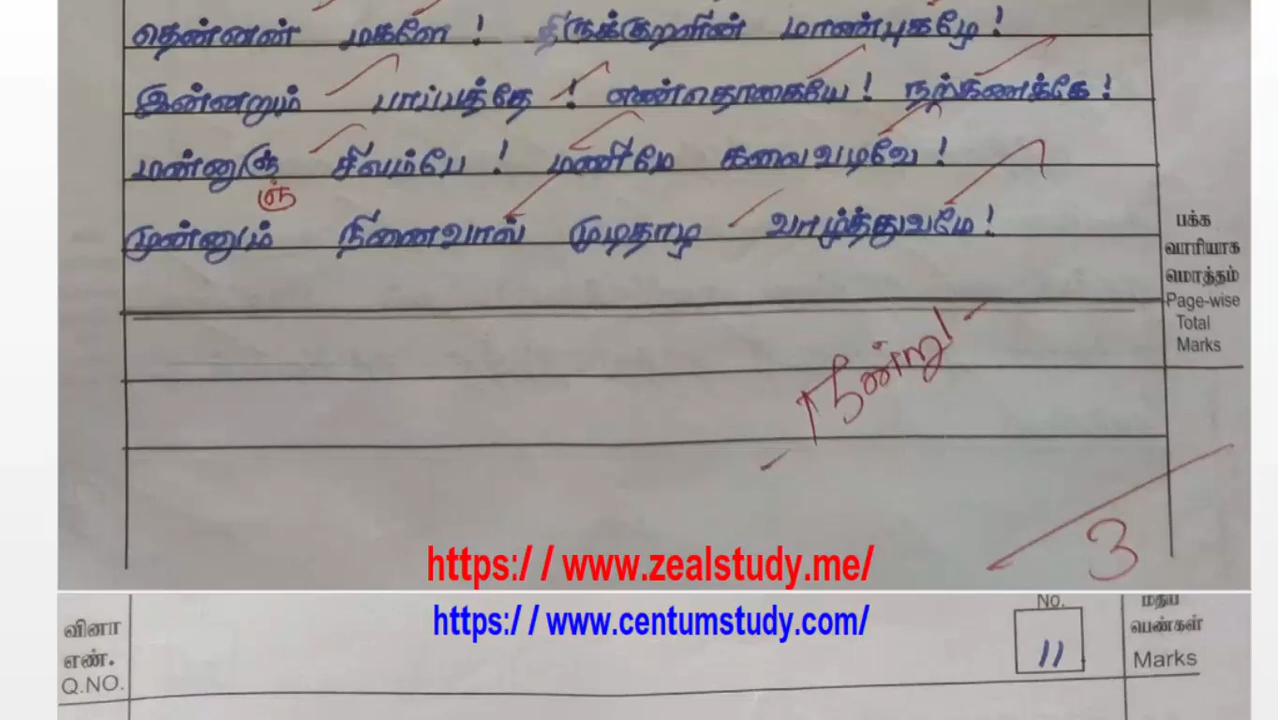 தென்னன் மகளே! திருக்குறளின் மாண்புகழே!
இன்னறும் பாப்பத்தே! எண்தொகையே! நற்கணக்கே!
மன்னுஞ் சிலம்பே! மணிமே கலைவடிவே!
ஞ்
முன்னும் நினைவால் முடிதாழ வாழ்த்துவமே!
பக்க
வாரியாக
மொத்தம்
Page-wise
Total
Marks
-நன்று!-
3
https://www.zealstudy.me/
https://www.centumstudy.com/
வினா
எண்.
Q.NO.
No.
11
மதிப்
பெண்கள்
Marks